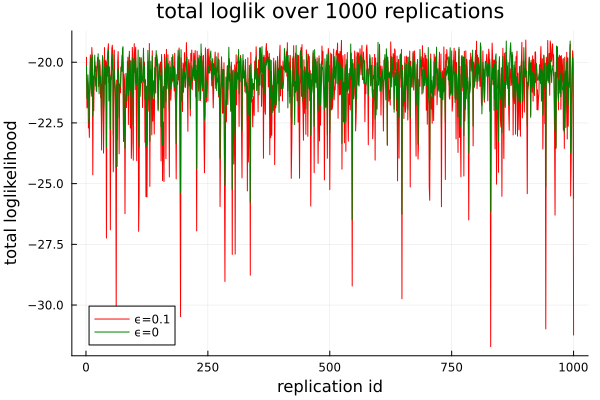 total loglik over 1000 replications
total loglikelihood
−20.0
−22.5
−25.0
−27.5
−30.0
ϵ=0.1
ϵ=0
0
250
500
750
1000
replication id